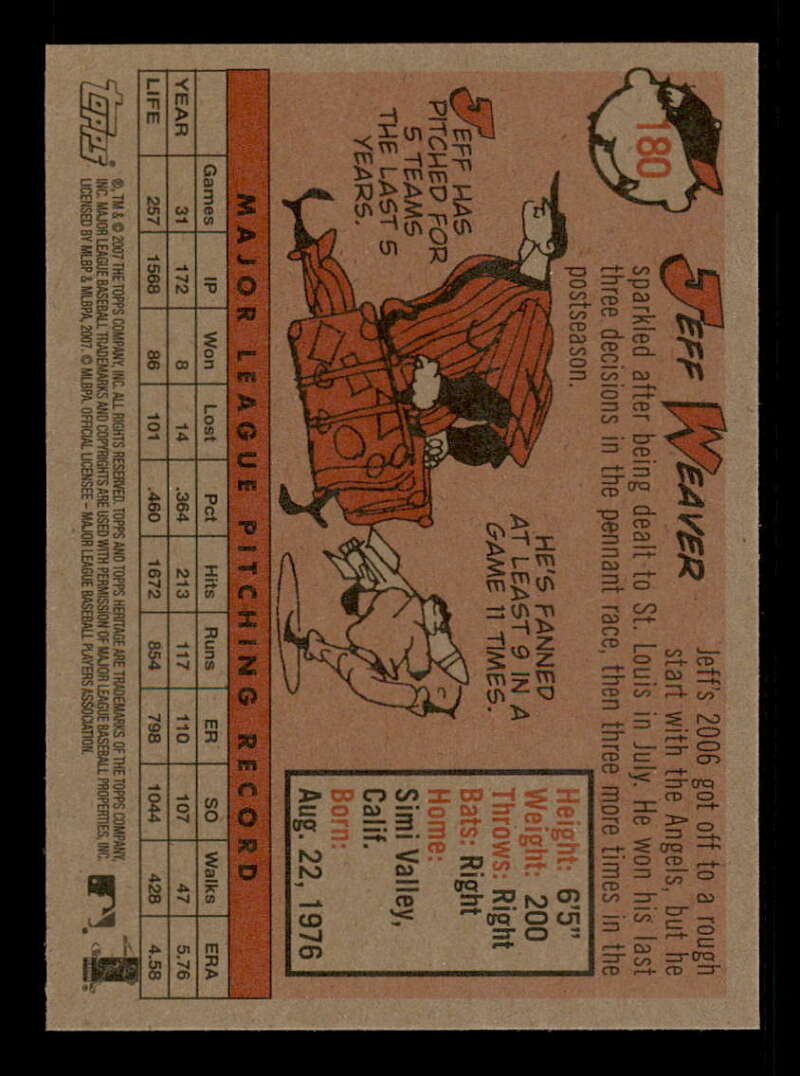 180
JEFF WEAVER
Jeff's 2006 got off to a rough
start with the Angels, but he
sparkled after being dealt to St. Louis in July. He won his last
three decisions in the pennant race, then three more times in the
postseason.
JEFF HAS
PITCHED FOR
5 TEAMS
THE LAST 5
YEARS.
HE'S FANNED
AT LEAST 9 IN A
GAME 11 TIMES.
Height: 6'5"
Weight: 200
Throws: Right
Bats: Right
Home:
Simi Valley,
Calif.
Born:
Aug. 22, 1976
MAJOR LEAGUE PITCHING RECORD
Games IP Won Lost Pct Hits Runs ER SO Walks ERA
YEAR 31 172 8 14 .364 213 117 110 107 47 5.76
LIFE 257 1568 86 101 .460 1672 854 798 1044 428 4.58
TOPPS®
®, TM & © 2007 THE TOPPS COMPANY, INC. ALL RIGHTS RESERVED. TOPPS AND TOPPS HERITAGE ARE TRADEMARKS OF THE TOPPS COMPANY,
INC. MAJOR LEAGUE BASEBALL TRADEMARKS AND COPYRIGHTS ARE USED WITH PERMISSION OF MAJOR LEAGUE BASEBALL PROPERTIES, INC.
LICENSED BY MLBP & MLBPA, 2007. © MLBPA. OFFICIAL LICENSEE – MAJOR LEAGUE BASEBALL PLAYERS ASSOCIATION.